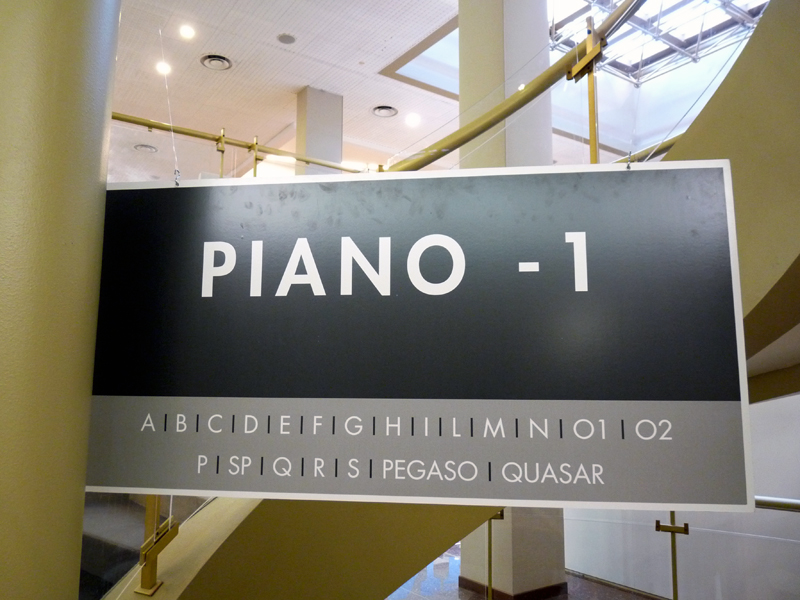 PIANO -1
A | B | C | D | E | F | G | H | I | L | M | N | O1 | O2
P | SP | Q | R | S | PEGASO | QUASAR